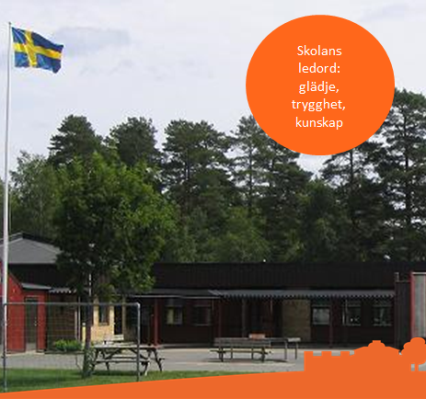 Skolans
ledord:
glädje,
trygghet,
kunskap